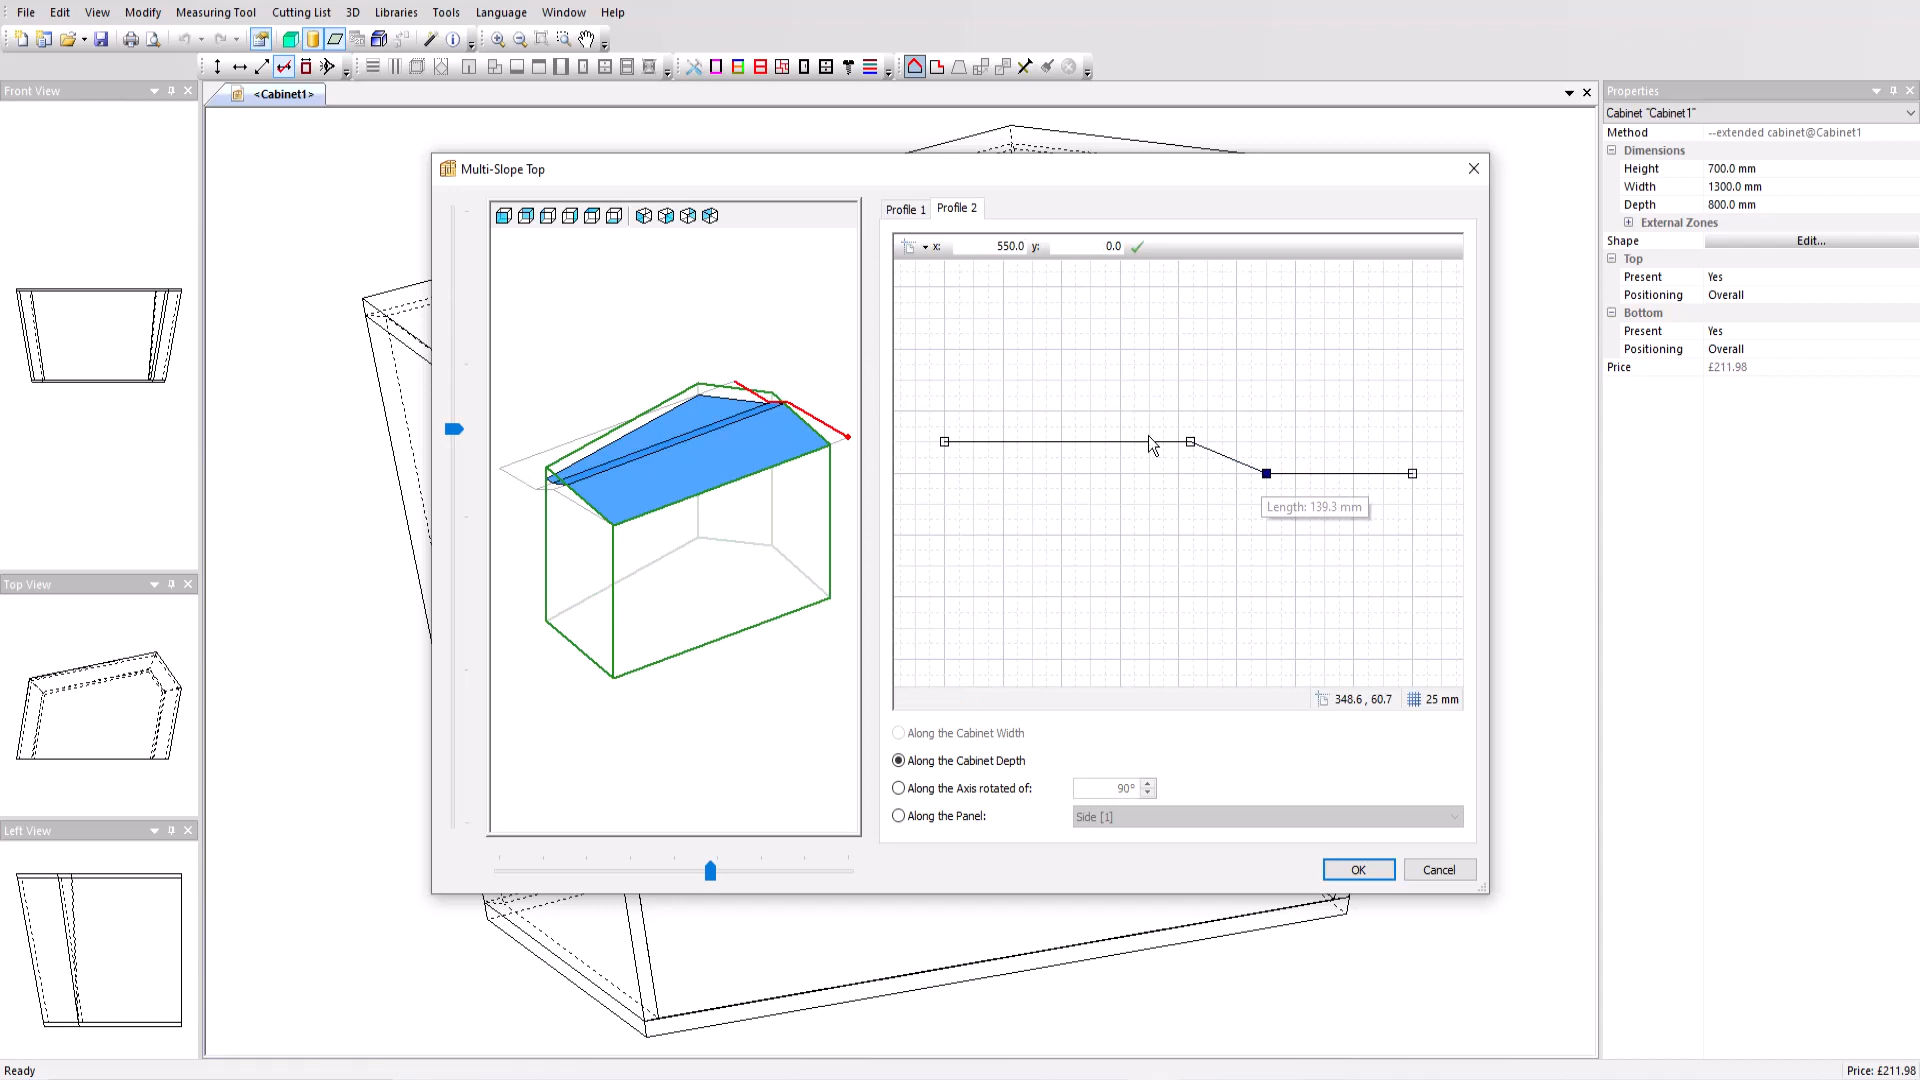 File Edit View Modify Measuring Tool Cutting List 3D Libraries Tools Language Window Help
Front View
<Cabinet1>
Properties
Cabinet "Cabinet1"
Method --extended cabinet@Cabinet1
Dimensions
Height 700.0 mm
Width 1300.0 mm
Depth 800.0 mm
External Zones
Shape Edit...
Top
Present Yes
Positioning Overall
Bottom
Present Yes
Positioning Overall
Price £211.98
Multi-Slope Top
Profile 1 Profile 2
x: 550.0 y: 0.0
Length: 139.3 mm
348.6 , 60.7 25 mm
Along the Cabinet Width
Along the Cabinet Depth
Along the Axis rotated of: 90°
Along the Panel: Side [1]
OK Cancel
Top View
Left View
Ready Price: £211.98